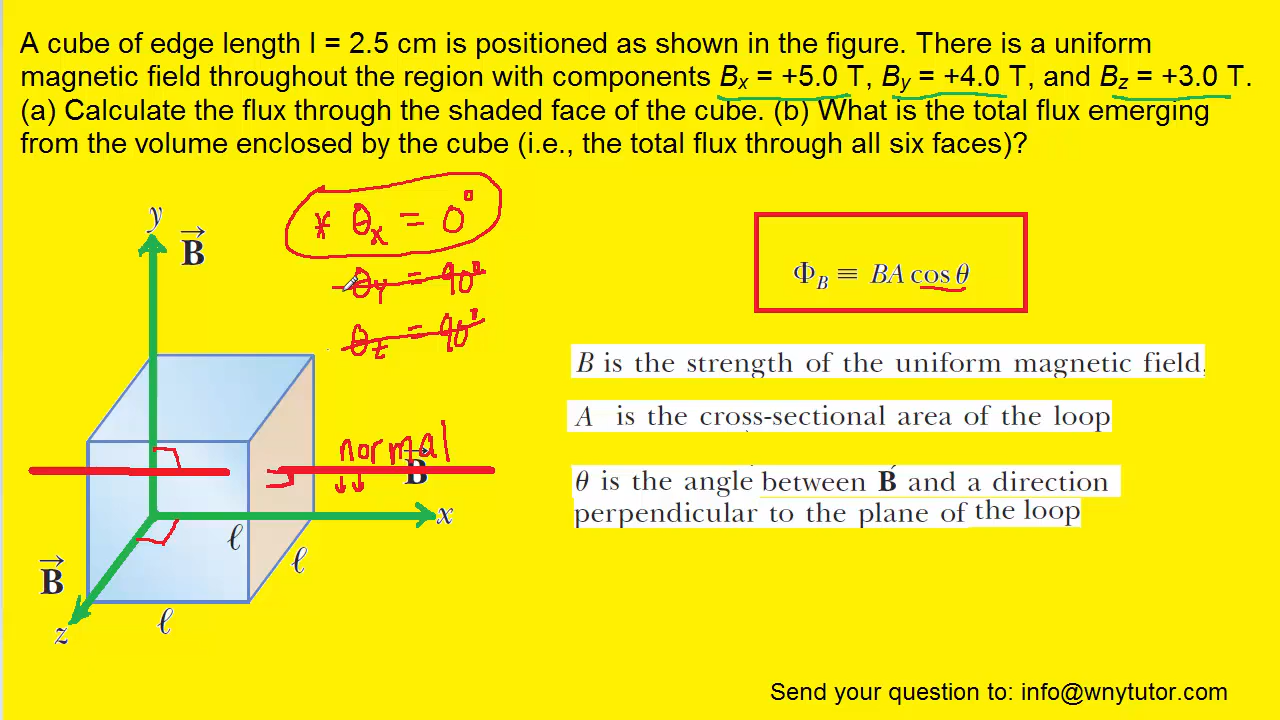 A cube of edge length l = 2.5 cm is positioned as shown in the figure. There is a uniform
magnetic field throughout the region with components Bx = +5.0 T, By = +4.0 T, and Bz = +3.0 T.
(a) Calculate the flux through the shaded face of the cube. (b) What is the total flux emerging
from the volume enclosed by the cube (i.e., the total flux through all six faces)?
* θx = 0°
θy = 90°
θz = 90°
y
B⃗
normal
B⃗
x
ℓ
ℓ
B⃗
z
ℓ
ΦB ≡ BA cos θ
B is the strength of the uniform magnetic field,
A is the cross-sectional area of the loop
θ is the angle between B⃗ and a direction
perpendicular to the plane of the loop
Send your question to: info@wnytutor.com